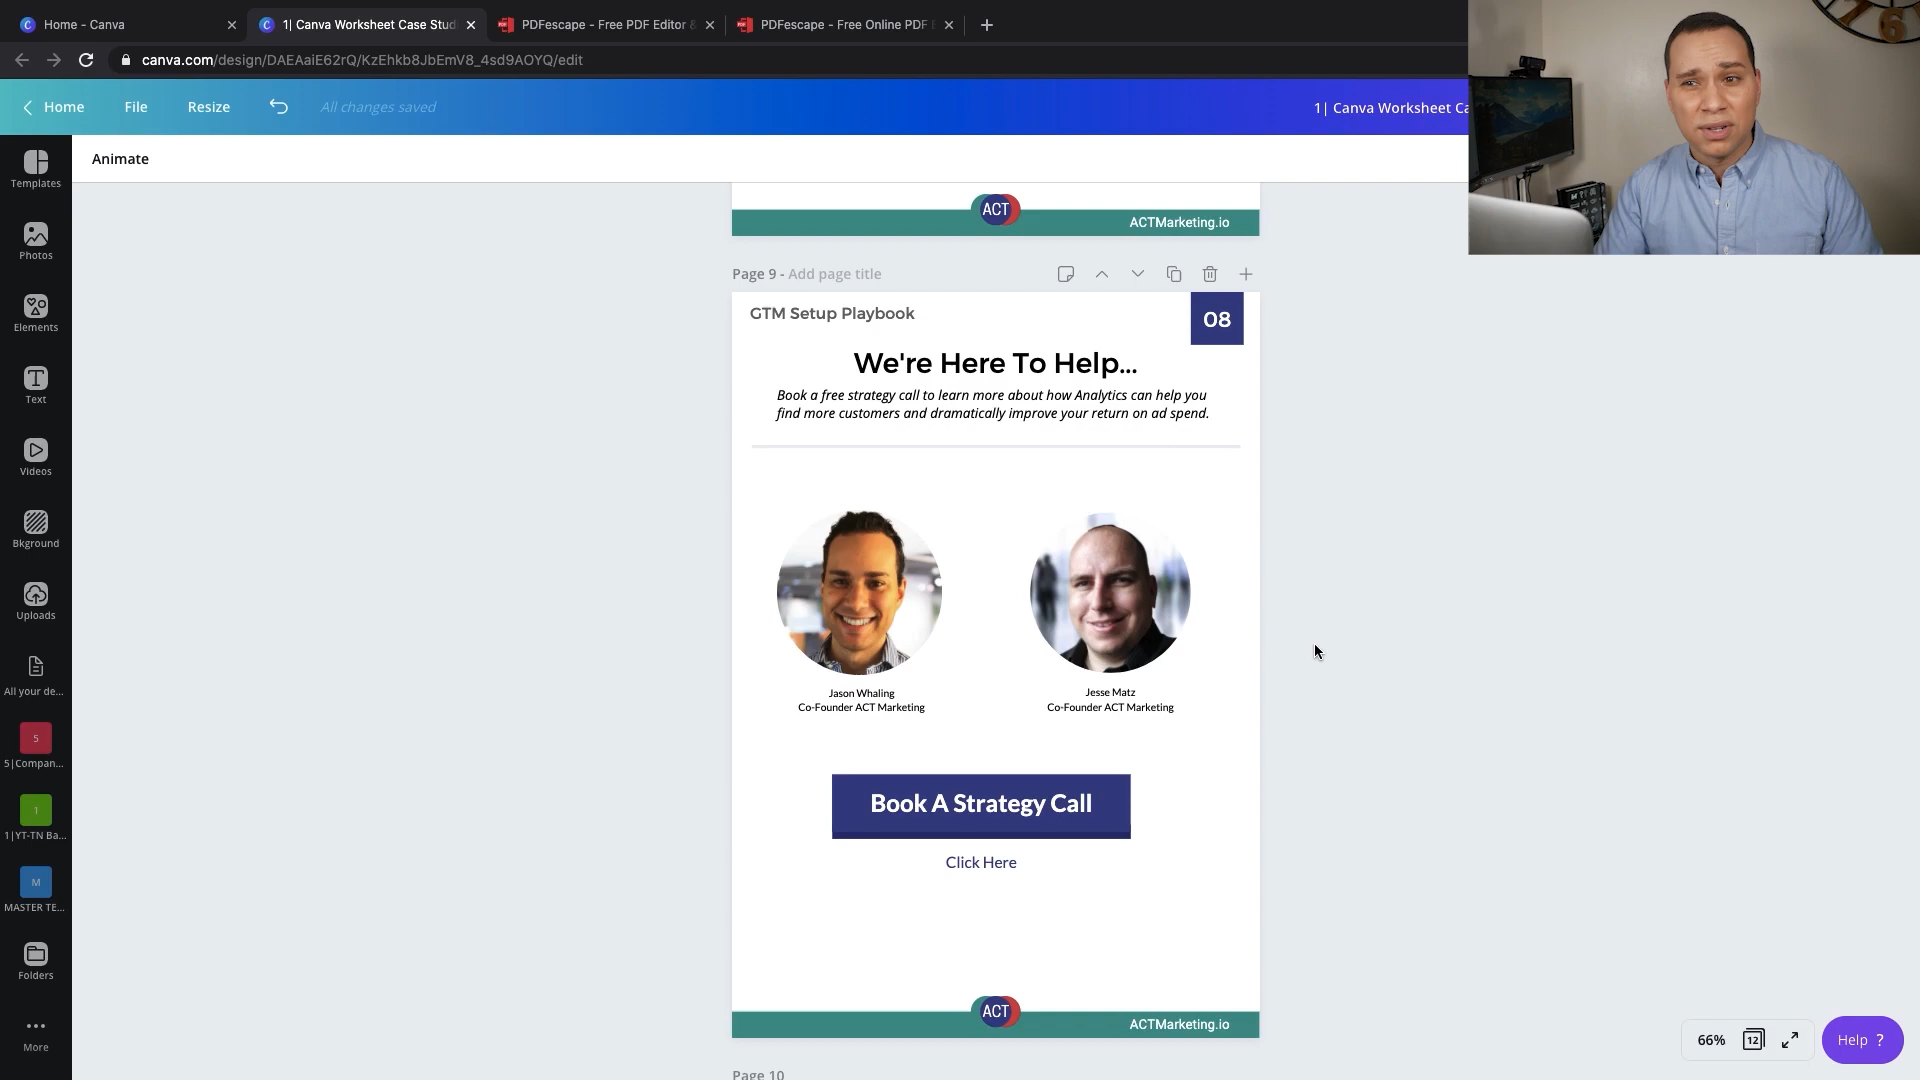 Home - Canva
1| Canva Worksheet Case Stud
PDFescape - Free PDF Editor &
PDFescape - Free Online PDF E
canva.com/design/DAEAaiE62rQ/KzEhkb8JbEmV8_4sd9AOYQ/edit
Home
File
Resize
All changes saved
1| Canva Worksheet Ca
Animate
Templates
Photos
Elements
Text
Videos
Bkground
Uploads
All your de...
5
5|Compan...
1
1|YT-TN Ba...
M
MASTER TE...
Folders
More
ACT
ACTMarketing.io
Page 9 - Add page title
GTM Setup Playbook
08
We're Here To Help...
Book a free strategy call to learn more about how Analytics can help you
find more customers and dramatically improve your return on ad spend.
Jason Whaling
Co-Founder ACT Marketing
Jesse Matz
Co-Founder ACT Marketing
Book A Strategy Call
Click Here
ACT
ACTMarketing.io
Page 10
66%
12
Help ?
6